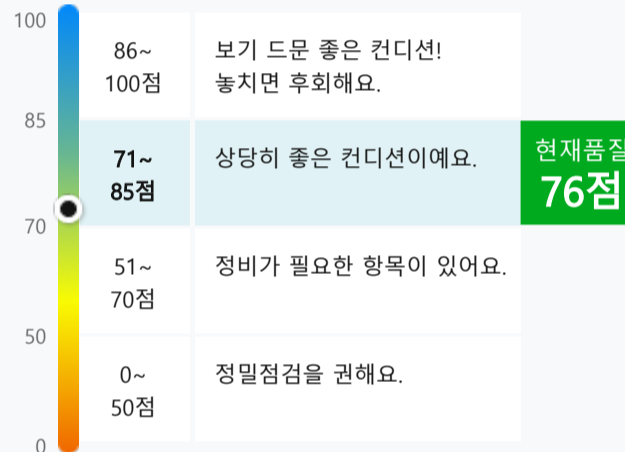 100
86~
100점
보기 드문 좋은 컨디션!
놓치면 후회해요.
85
71~
85점
상당히 좋은 컨디션이예요.
현재품질
76점
70
51~
70점
정비가 필요한 항목이 있어요.
50
0~
50점
정밀점검을 권해요.
0